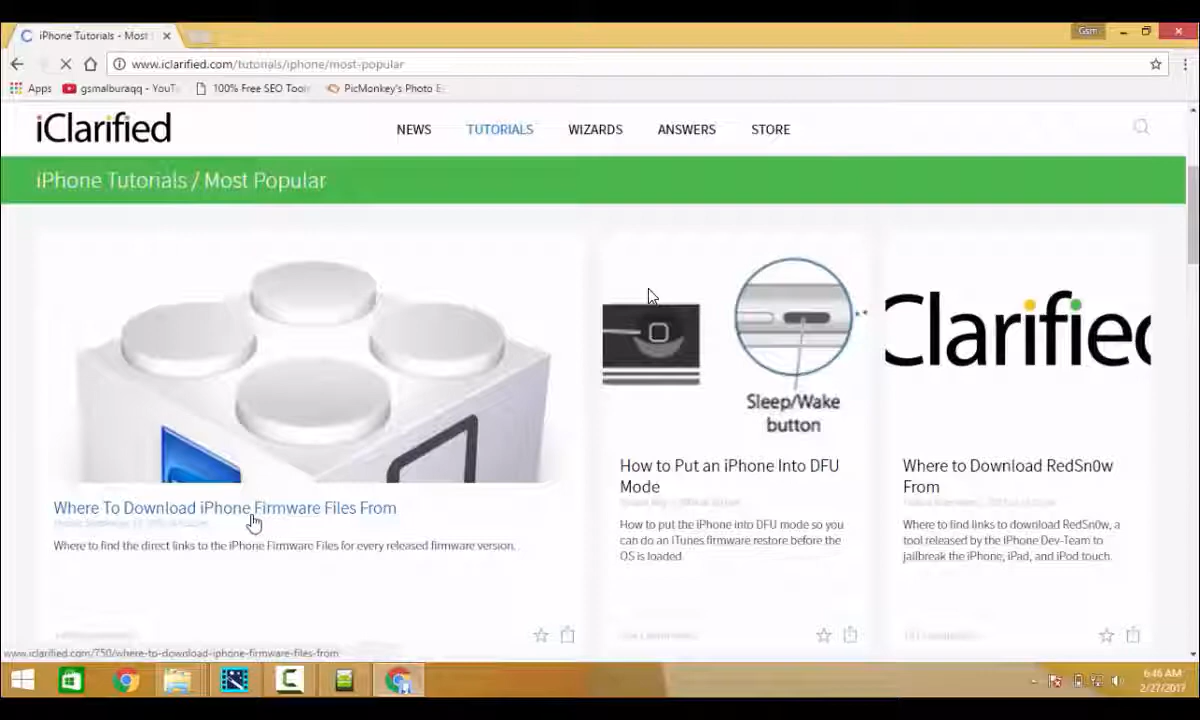 iPhone Tutorials - Most
Gsm
www.iclarified.com/tutorials/iphone/most-popular
Apps
gsmalburaqq - YouT
100% Free SEO Tools
PicMonkey's Photo E
iClarified
NEWS
TUTORIALS
WIZARDS
ANSWERS
STORE
iPhone Tutorials / Most Popular
Sleep/Wake
button
Clarifie
Where To Download iPhone Firmware Files From
Where to find the direct links to the iPhone Firmware Files for every released firmware version.
How to Put an iPhone Into DFU
Mode
How to put the iPhone into DFU mode so you
can do an iTunes firmware restore before the
OS is loaded.
Where to Download RedSn0w
From
Where to find links to download RedSn0w, a
tool released by the iPhone Dev-Team to
jailbreak the iPhone, iPad, and iPod touch.
www.iclarified.com/750/where-to-download-iphone-firmware-files-from
6:46 AM
2/27/2017